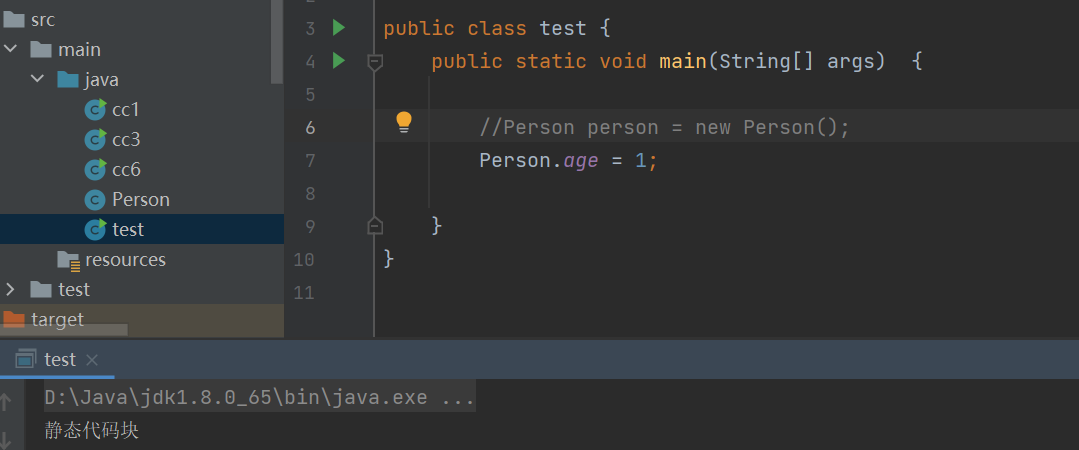 src
main
java
cc1
cc3
cc6
Person
test
resources
test
target
3 public class test {
4 public static void main(String[] args) {
5
6 //Person person = new Person();
7 Person.age = 1;
8
9 }
10 }
11
test
D:\Java\jdk1.8.0_65\bin\java.exe ...
静态代码块